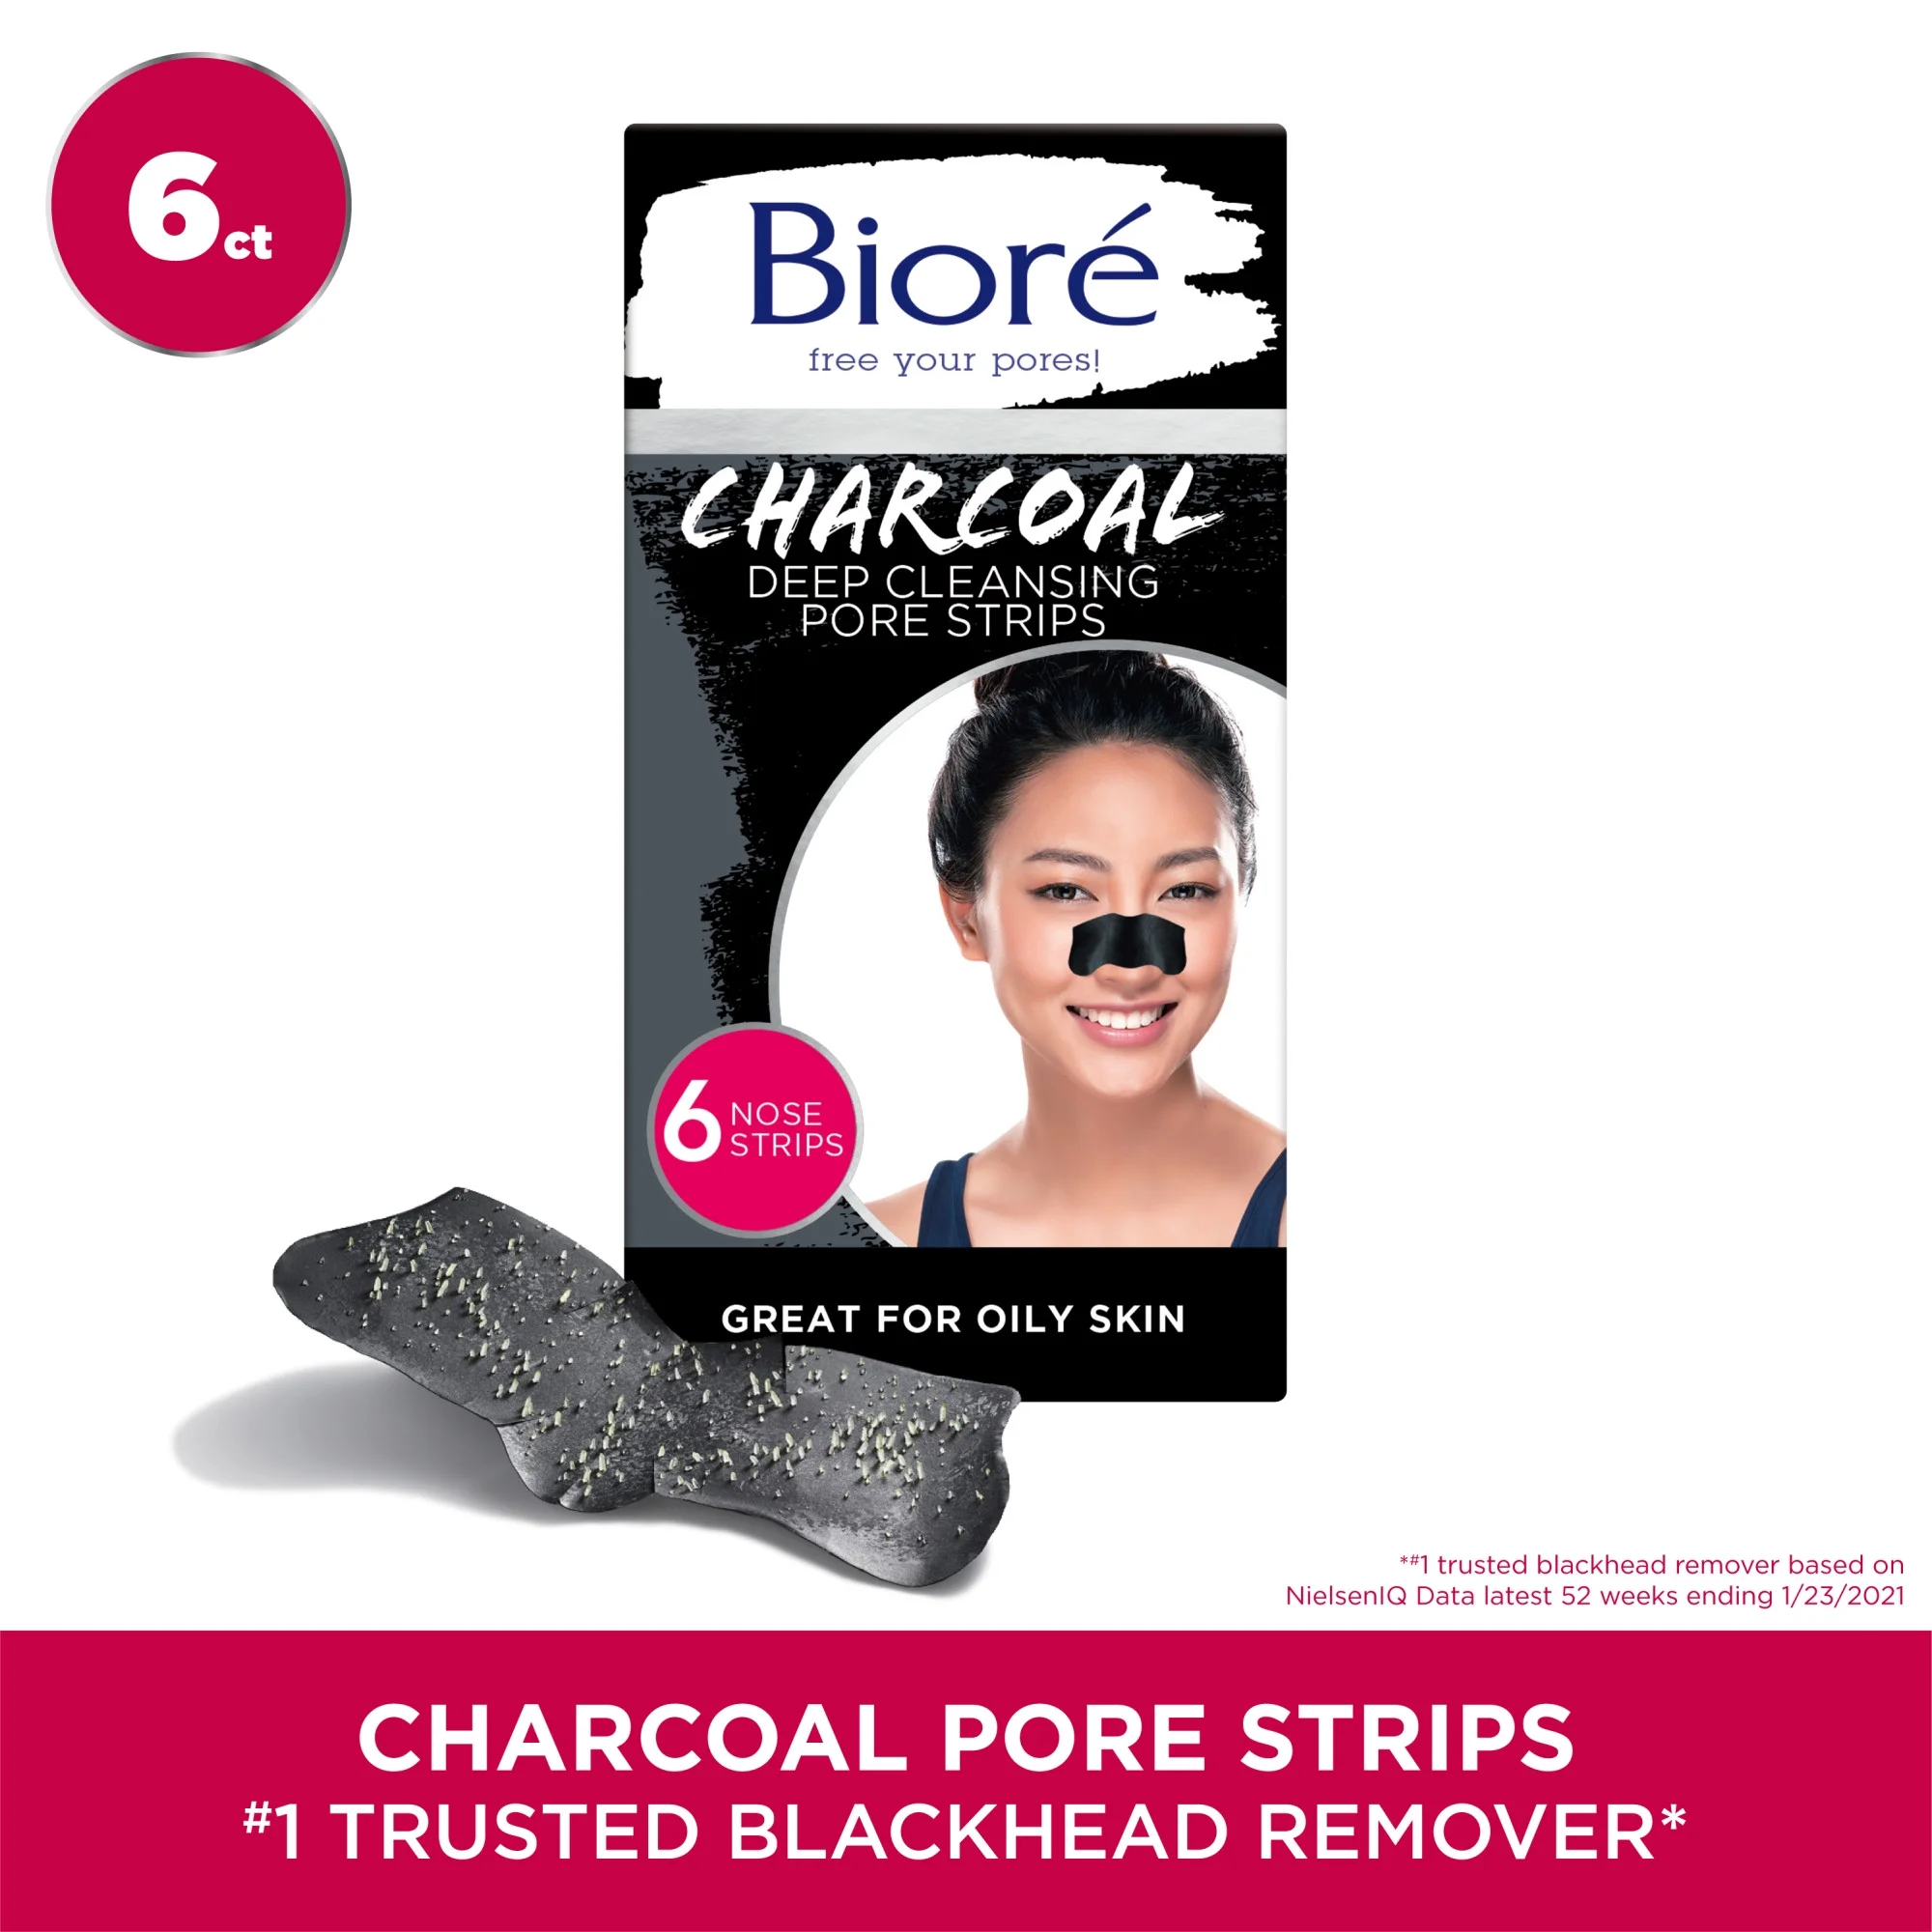 6ct
Bioré
free your pores!
CHARCOAL
DEEP CLEANSING
PORE STRIPS
6 NOSE
STRIPS
GREAT FOR OILY SKIN
*#1 trusted blackhead remover based on
NielsenIQ Data latest 52 weeks ending 1/23/2021
CHARCOAL PORE STRIPS
#1 TRUSTED BLACKHEAD REMOVER*